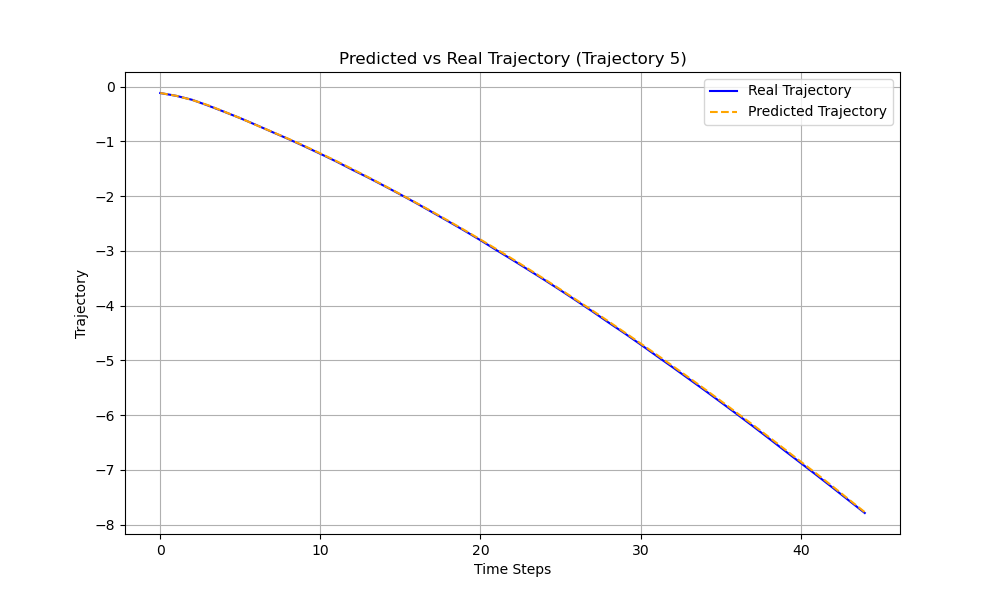 Predicted vs Real Trajectory (Trajectory 5)
Real Trajectory
Predicted Trajectory
0
−1
−2
−3
−4
−5
−6
−7
−8
Trajectory
0 10 20 30 40
Time Steps